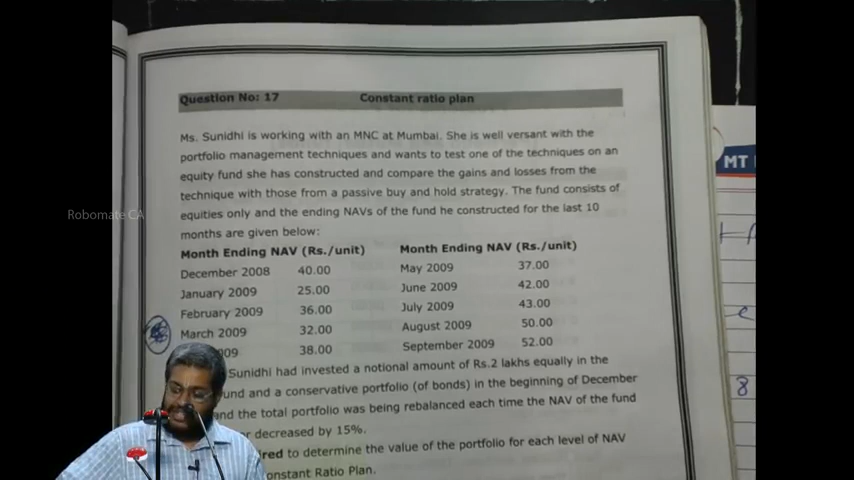 Question No: 17 Constant ratio plan
Ms. Sunidhi is working with an MNC at Mumbai. She is well versant with the
portfolio management techniques and wants to test one of the techniques on an
equity fund she has constructed and compare the gains and losses from the
technique with those from a passive buy and hold strategy. The fund consists of
equities only and the ending NAVs of the fund he constructed for the last 10
months are given below:
Month Ending NAV (Rs./unit) Month Ending NAV (Rs./unit)
December 2008 40.00 May 2009 37.00
January 2009 25.00 June 2009 42.00
February 2009 36.00 July 2009 43.00
March 2009 32.00 August 2009 50.00
009 38.00 September 2009 52.00
Sunidhi had invested a notional amount of Rs.2 lakhs equally in the
und and a conservative portfolio (of bonds) in the beginning of December
and the total portfolio was being rebalanced each time the NAV of the fund
or decreased by 15%.
ired to determine the value of the portfolio for each level of NAV
onstant Ratio Plan.
Robomate CA
MT
8